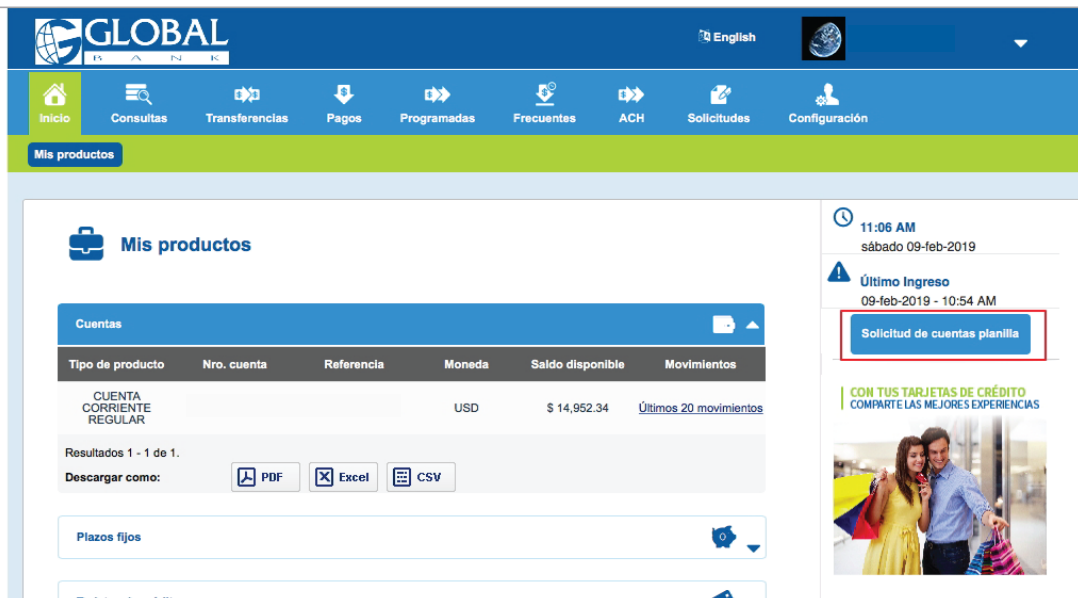 GLOBAL
BANK
English
Inicio
Consultas
Transferencias
Pagos
Programadas
Frecuentes
ACH
Solicitudes
Configuración
Mis productos
Mis productos
Cuentas
Tipo de producto Nro. cuenta Referencia Moneda Saldo disponible Movimientos
CUENTA
CORRIENTE
REGULAR
USD $ 14,952.34 Últimos 20 movimientos
Resultados 1 - 1 de 1.
Descargar como: PDF Excel CSV
Plazos fijos
11:06 AM
sábado 09-feb-2019
Último Ingreso
09-feb-2019 - 10:54 AM
Solicitud de cuentas planilla
CON TUS TARJETAS DE CRÉDITO
COMPARTE LAS MEJORES EXPERIENCIAS